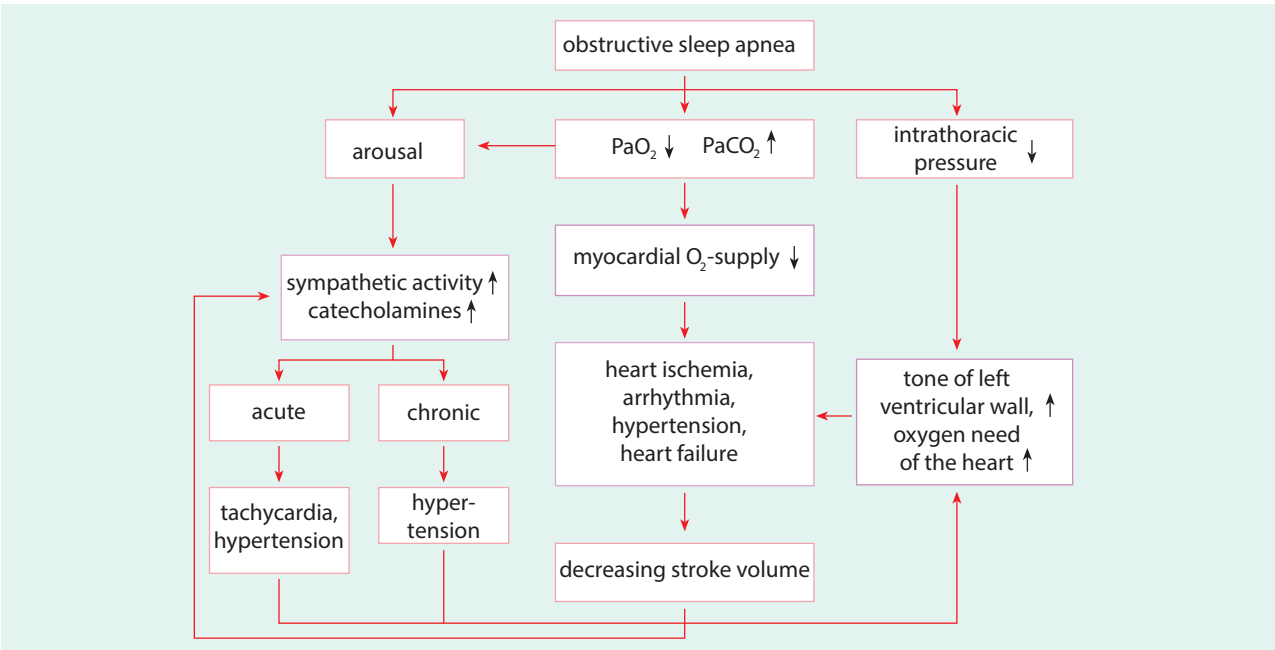 obstructive sleep apnea
arousal
PaO₂ ↓ PaCO₂ ↑
intrathoracic
pressure ↓
myocardial O₂-supply ↓
sympathetic activity ↑
catecholamines ↑
heart ischemia,
arrhythmia,
hypertension,
heart failure
tone of left
ventricular wall, ↑
oxygen need
of the heart ↑
acute
chronic
tachycardia,
hypertension
hyper-
tension
decreasing stroke volume